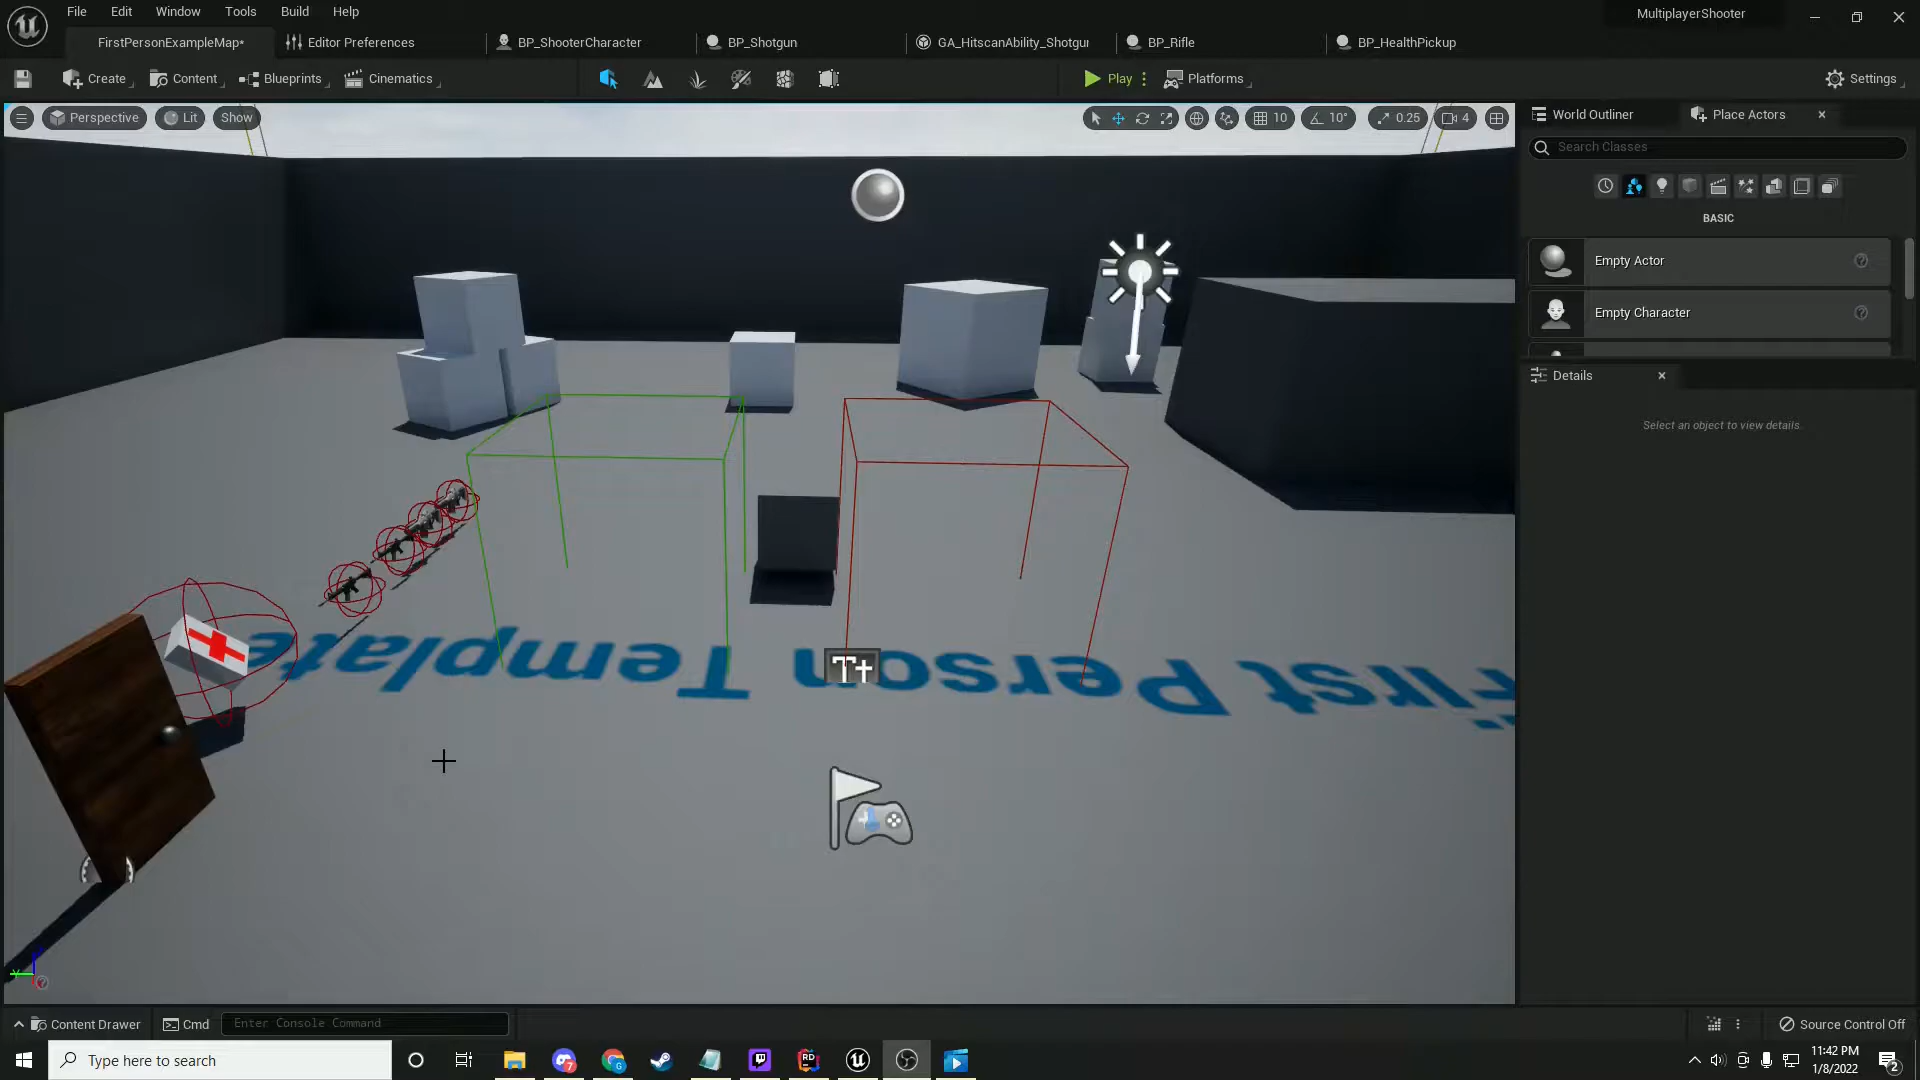 File Edit Window Tools Build Help
MultiplayerShooter
FirstPersonExampleMap*
Editor Preferences
BP_ShooterCharacter
BP_Shotgun
GA_HitscanAbility_Shotgun
BP_Rifle
BP_HealthPickup
Create
Content
Blueprints
Cinematics
Play
Platforms
Settings
Perspective
Lit
Show
10
10°
0.25
4
World Outliner
Place Actors
Search Classes
BASIC
Empty Actor
Empty Character
Details
Select an object to view details.
First Person Template
Content Drawer
Cmd
Enter Console Command
Source Control Off
Type here to search
11:42 PM
1/8/2022
2